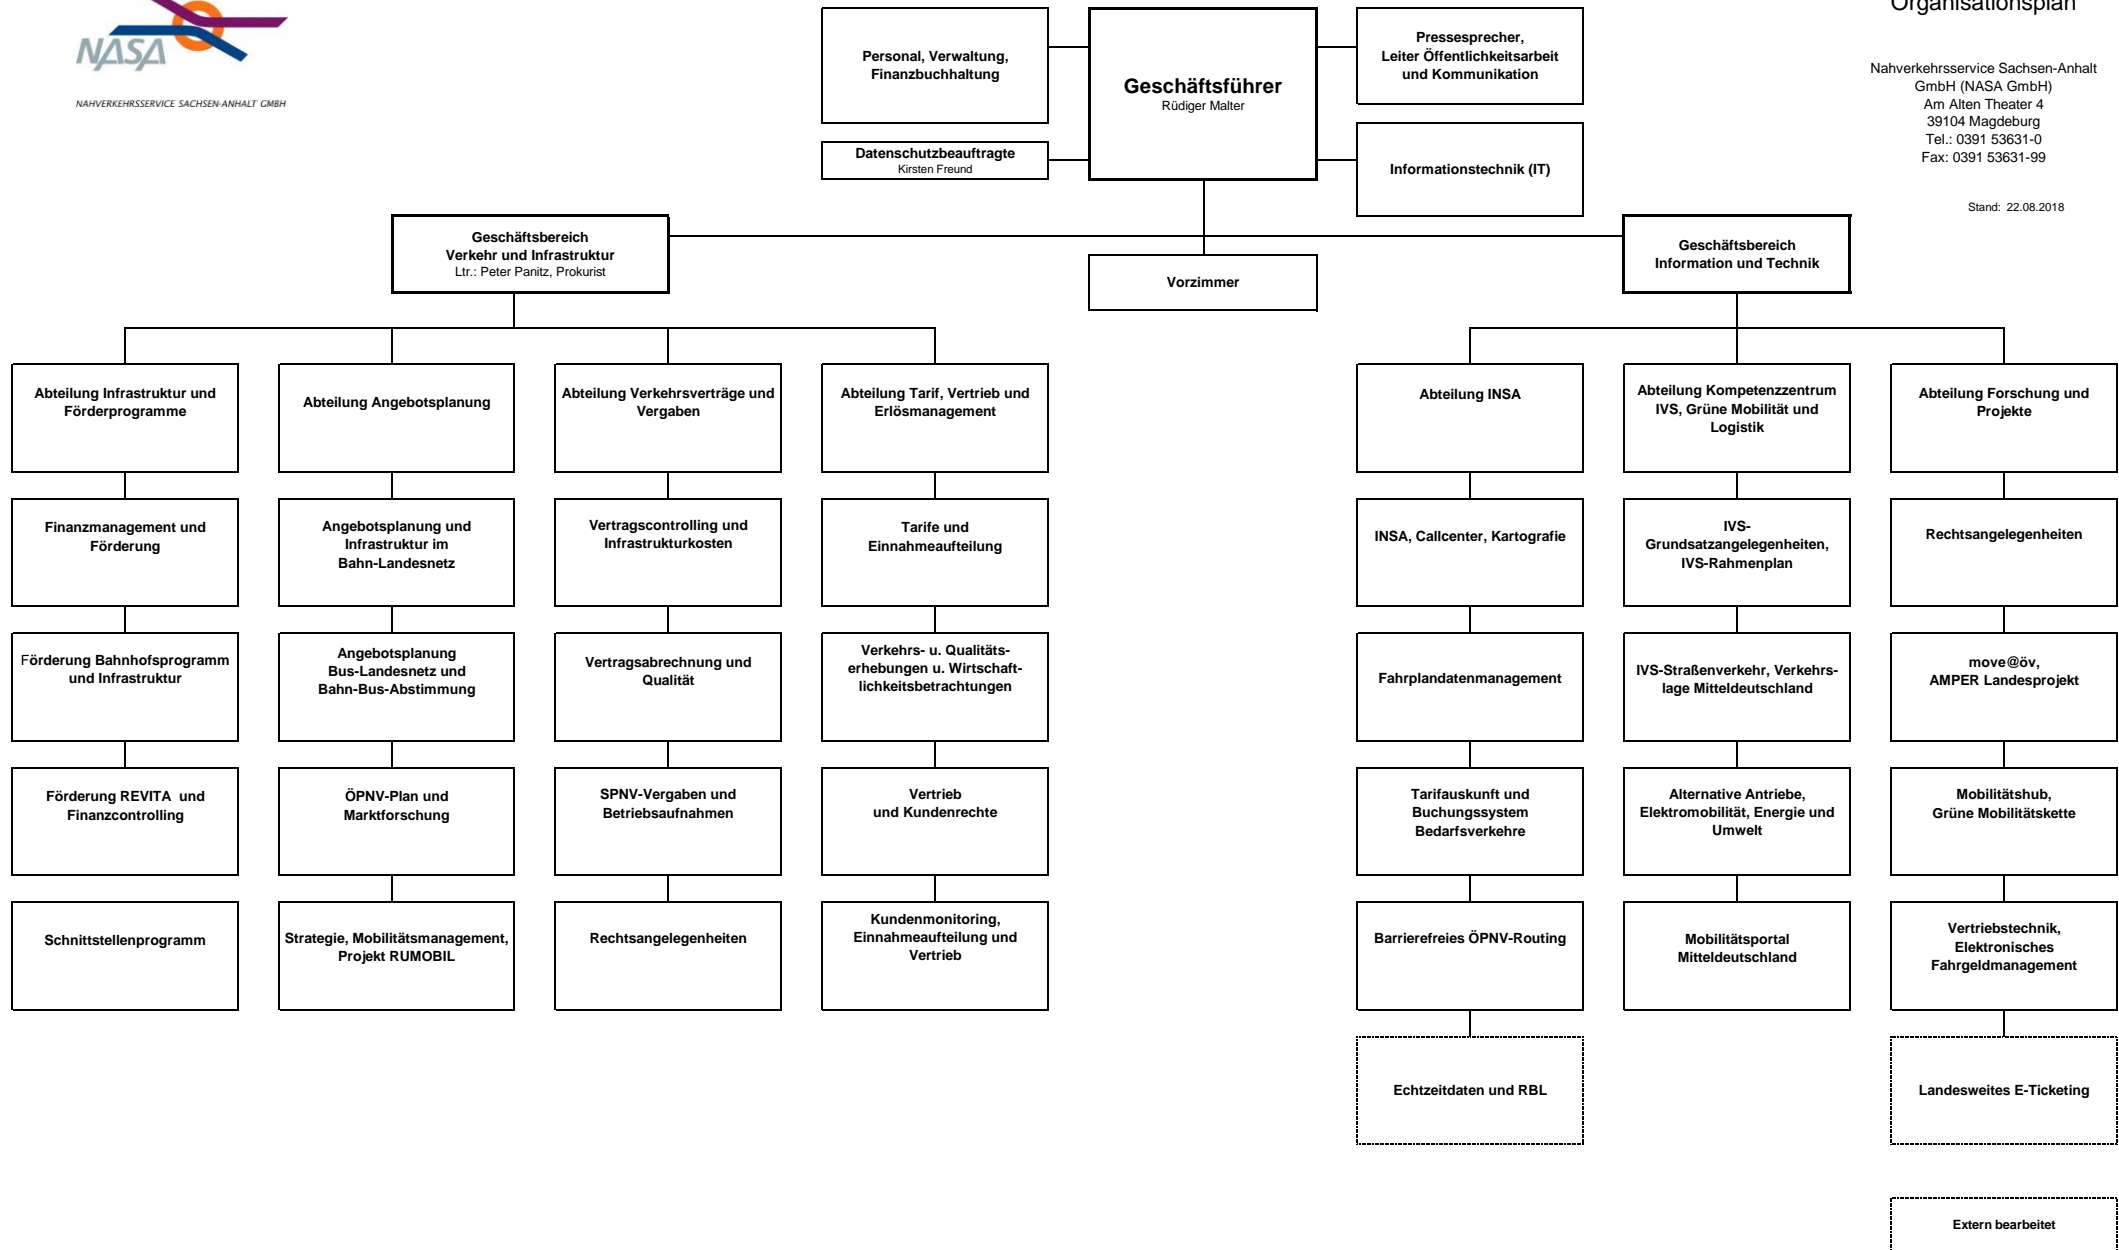 Organisationsplan
NASA
NAHVERKEHRSSERVICE SACHSEN-ANHALT GMBH
Personal, Verwaltung,
Finanzbuchhaltung
Geschäftsführer
Rüdiger Malter
Pressesprecher,
Leiter Öffentlichkeitsarbeit
und Kommunikation
Nahverkehrsservice Sachsen-Anhalt
GmbH (NASA GmbH)
Am Alten Theater 4
39104 Magdeburg
Tel.: 0391 53631-0
Fax: 0391 53631-99
Datenschutzbeauftragte
Kirsten Freund
Informationstechnik (IT)
Stand: 22.08.2018
Geschäftsbereich
Verkehr und Infrastruktur
Ltr.: Peter Panitz, Prokurist
Vorzimmer
Geschäftsbereich
Information und Technik
Abteilung Infrastruktur und
Förderprogramme
Abteilung Angebotsplanung
Abteilung Verkehrsverträge und
Vergaben
Abteilung Tarif, Vertrieb und
Erlösmanagement
Abteilung INSA
Abteilung Kompetenzzentrum
IVS, Grüne Mobilität und
Logistik
Abteilung Forschung und
Projekte
Finanzmanagement und
Förderung
Angebotsplanung und
Infrastruktur im
Bahn-Landesnetz
Vertragscontrolling und
Infrastrukturkosten
Tarife und
Einnahmeaufteilung
INSA, Callcenter, Kartografie
IVS-
Grundsatzangelegenheiten,
IVS-Rahmenplan
Rechtsangelegenheiten
Förderung Bahnhofsprogramm
und Infrastruktur
Angebotsplanung
Bus-Landesnetz und
Bahn-Bus-Abstimmung
Vertragsabrechnung und
Qualität
Verkehrs- u. Qualitäts-
erhebungen u. Wirtschaft-
lichkeitsbetrachtungen
Fahrplandatenmanagement
IVS-Straßenverkehr, Verkehrs-
lage Mitteldeutschland
move@öv,
AMPER Landesprojekt
Förderung REVITA und
Finanzcontrolling
ÖPNV-Plan und
Marktforschung
SPNV-Vergaben und
Betriebsaufnahmen
Vertrieb
und Kundenrechte
Tarifauskunft und
Buchungssystem
Bedarfsverkehre
Alternative Antriebe,
Elektromobilität, Energie und
Umwelt
Mobilitätshub,
Grüne Mobilitätskette
Schnittstellenprogramm
Strategie, Mobilitätsmanagement,
Projekt RUMOBIL
Rechtsangelegenheiten
Kundenmonitoring,
Einnahmeaufteilung und
Vertrieb
Barrierefreies ÖPNV-Routing
Mobilitätsportal
Mitteldeutschland
Vertriebstechnik,
Elektronisches
Fahrgeldmanagement
Echtzeitdaten und RBL
Landesweites E-Ticketing
Extern bearbeitet